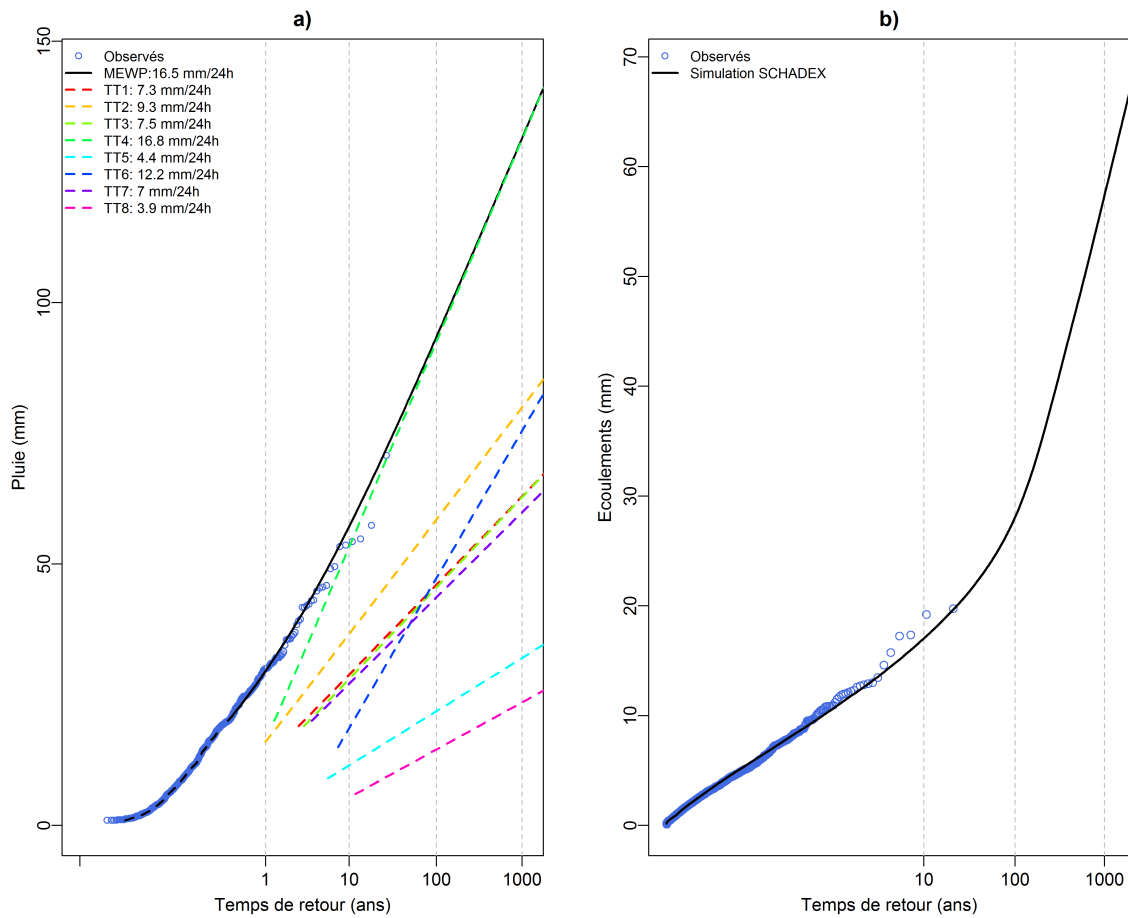 a)
Observés
MEWP:16.5 mm/24h
TT1: 7.3 mm/24h
TT2: 9.3 mm/24h
TT3: 7.5 mm/24h
TT4: 16.8 mm/24h
TT5: 4.4 mm/24h
TT6: 12.2 mm/24h
TT7: 7 mm/24h
TT8: 3.9 mm/24h
Pluie (mm)
150
100
50
0
1 10 100 1000
Temps de retour (ans)
b)
Observés
Simulation SCHADEX
Ecoulements (mm)
70
60
50
40
30
20
10
0
10 100 1000
Temps de retour (ans)